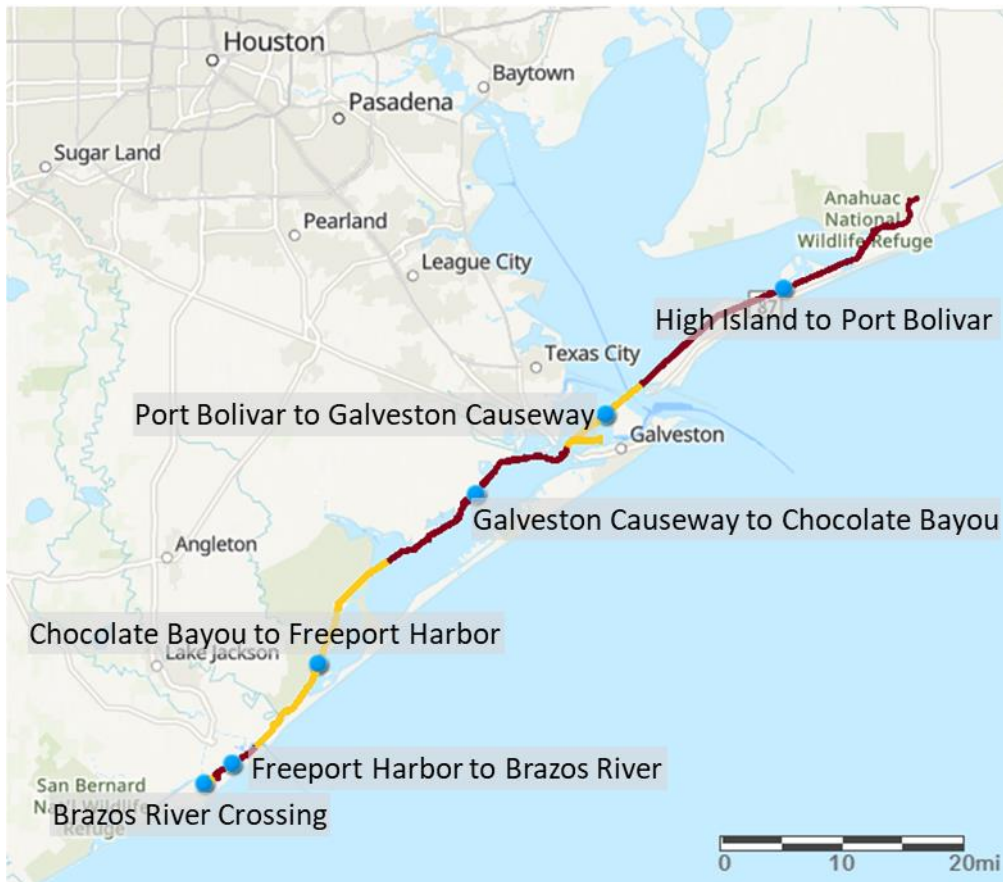 Houston
Baytown
Pasadena
Sugar Land
Anahuac
National
Wildlife Refuge
Pearland
League City
87
High Island to Port Bolivar
Texas City
Port Bolivar to Galveston Causeway
Galveston
Galveston Causeway to Chocolate Bayou
Angleton
Chocolate Bayou to Freeport Harbor
Lake Jackson
Freeport Harbor to Brazos River
San Bernard
Nat'l Wildlife
Refuge
Brazos River Crossing
0 10 20mi